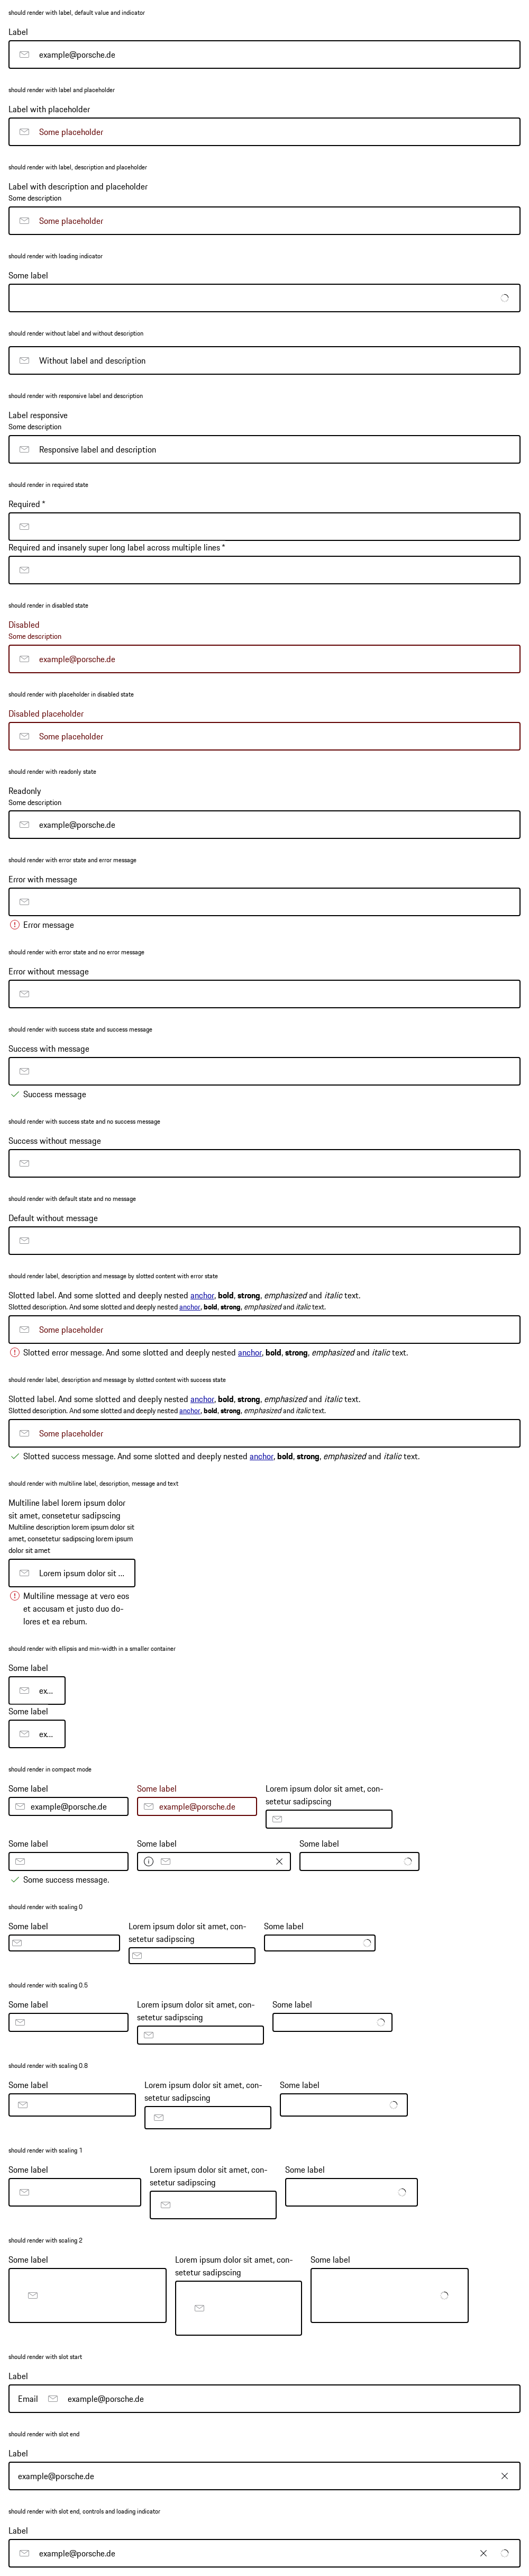 should render with label, default value and indicator
Label
example@porsche.de
should render with label and placeholder
Label with placeholder
Some placeholder
should render with label, description and placeholder
Label with description and placeholder
Some description
Some placeholder
should render with loading indicator
Some label
should render without label and without description
Without label and description
should render with responsive label and description
Label responsive
Some description
Responsive label and description
should render in required state
Required *
Required and insanely super long label across multiple lines *
should render in disabled state
Disabled
Some description
example@porsche.de
should render with placeholder in disabled state
Disabled placeholder
Some placeholder
should render with readonly state
Readonly
Some description
example@porsche.de
should render with error state and error message
Error with message
Error message
should render with error state and no error message
Error without message
should render with success state and success message
Success with message
Success message
should render with success state and no success message
Success without message
should render with default state and no message
Default without message
should render label, description and message by slotted content with error state
Slotted label. And some slotted and deeply nested anchor, bold, strong, emphasized and italic text.
Slotted description. And some slotted and deeply nested anchor, bold, strong, emphasized and italic text.
Some placeholder
Slotted error message. And some slotted and deeply nested anchor, bold, strong, emphasized and italic text.
should render label, description and message by slotted content with success state
Slotted label. And some slotted and deeply nested anchor, bold, strong, emphasized and italic text.
Slotted description. And some slotted and deeply nested anchor, bold, strong, emphasized and italic text.
Some placeholder
Slotted success message. And some slotted and deeply nested anchor, bold, strong, emphasized and italic text.
should render with multiline label, description, message and text
Multiline label lorem ipsum dolor
sit amet, consetetur sadipscing
Multiline description lorem ipsum dolor sit
amet, consetetur sadipscing lorem ipsum
dolor sit amet
Lorem ipsum dolor sit ...
Multiline message at vero eos
et accusam et justo duo do-
lores et ea rebum.
should render with ellipsis and min-width in a smaller container
Some label
ex...
Some label
ex...
should render in compact mode
Some label
example@porsche.de
Some label
example@porsche.de
Lorem ipsum dolor sit amet, con-
setetur sadipscing
Some label
Some success message.
Some label
Some label
should render with scaling 0
Some label
Lorem ipsum dolor sit amet, con-
setetur sadipscing
Some label
should render with scaling 0.5
Some label
Lorem ipsum dolor sit amet, con-
setetur sadipscing
Some label
should render with scaling 0.8
Some label
Lorem ipsum dolor sit amet, con-
setetur sadipscing
Some label
should render with scaling 1
Some label
Lorem ipsum dolor sit amet, con-
setetur sadipscing
Some label
should render with scaling 2
Some label
Lorem ipsum dolor sit amet, con-
setetur sadipscing
Some label
should render with slot start
Label
Email example@porsche.de
should render with slot end
Label
example@porsche.de
should render with slot end, controls and loading indicator
Label
example@porsche.de